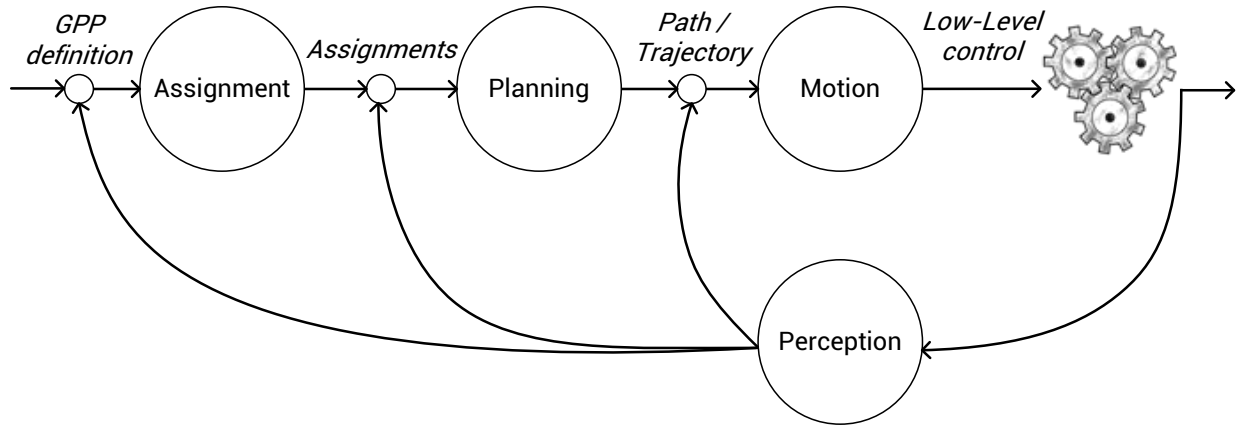 GPP
definition
Assignment
Assignments
Planning
Path /
Trajectory
Motion
Low-Level
control
Perception